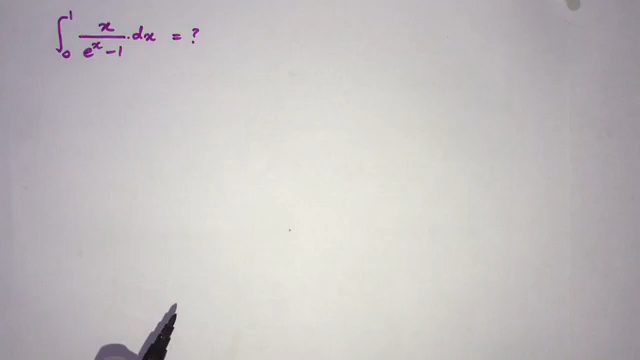 ∫₀¹ x/(eˣ−1) · dx = ?